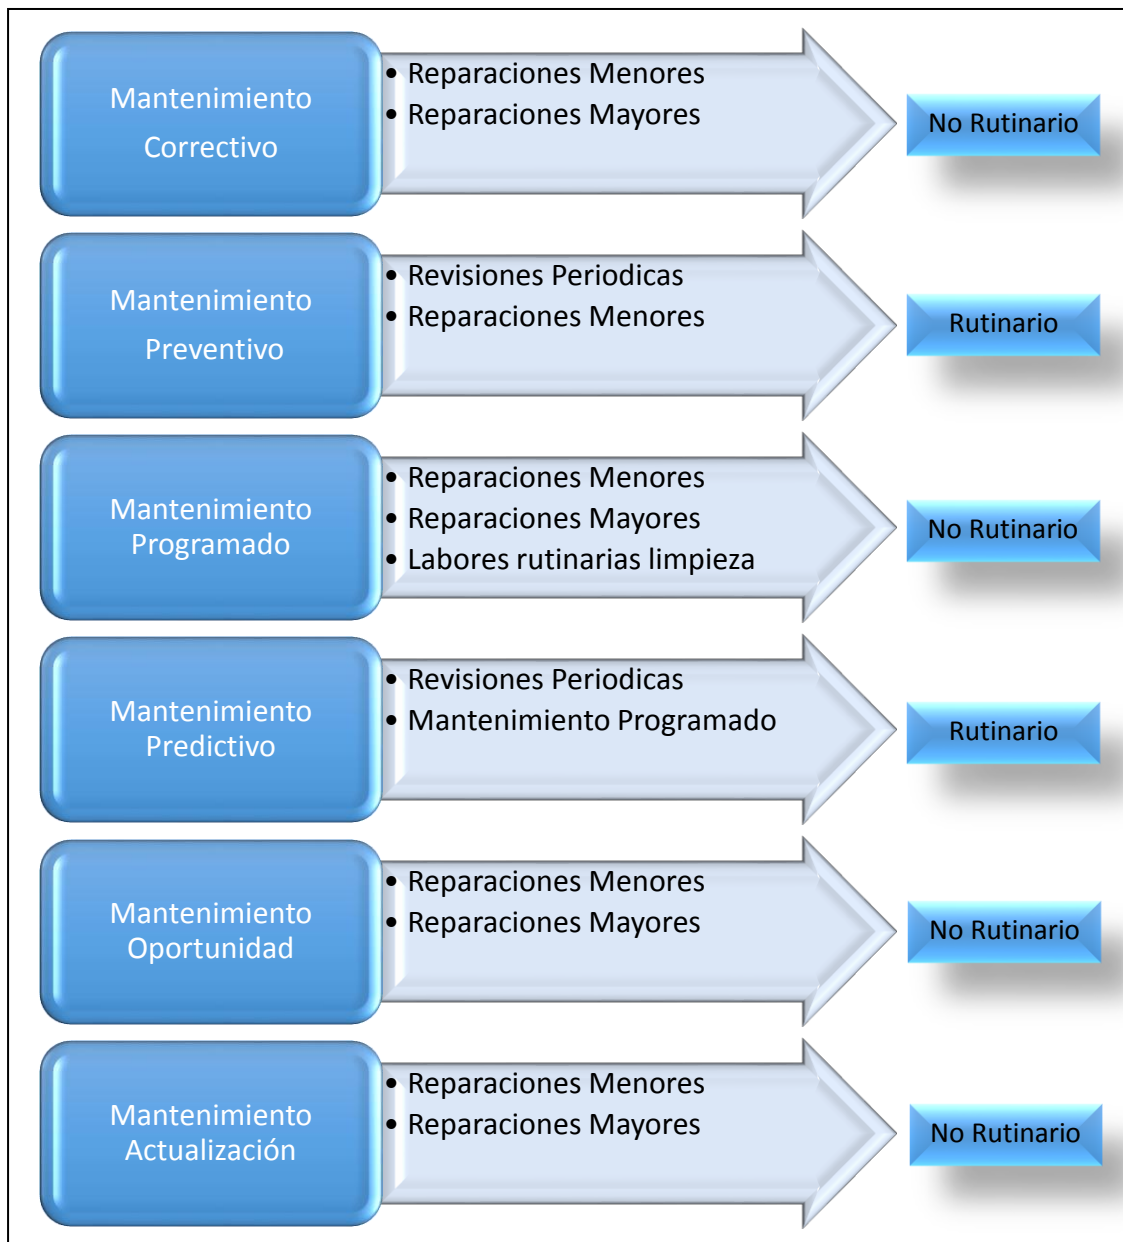 Mantenimiento
Correctivo
• Reparaciones Menores
• Reparaciones Mayores
No Rutinario
Mantenimiento
Preventivo
• Revisiones Periodicas
• Reparaciones Menores
Rutinario
Mantenimiento
Programado
• Reparaciones Menores
• Reparaciones Mayores
• Labores rutinarias limpieza
No Rutinario
Mantenimiento
Predictivo
• Revisiones Periodicas
• Mantenimiento Programado
Rutinario
Mantenimiento
Oportunidad
• Reparaciones Menores
• Reparaciones Mayores
No Rutinario
Mantenimiento
Actualización
• Reparaciones Menores
• Reparaciones Mayores
No Rutinario